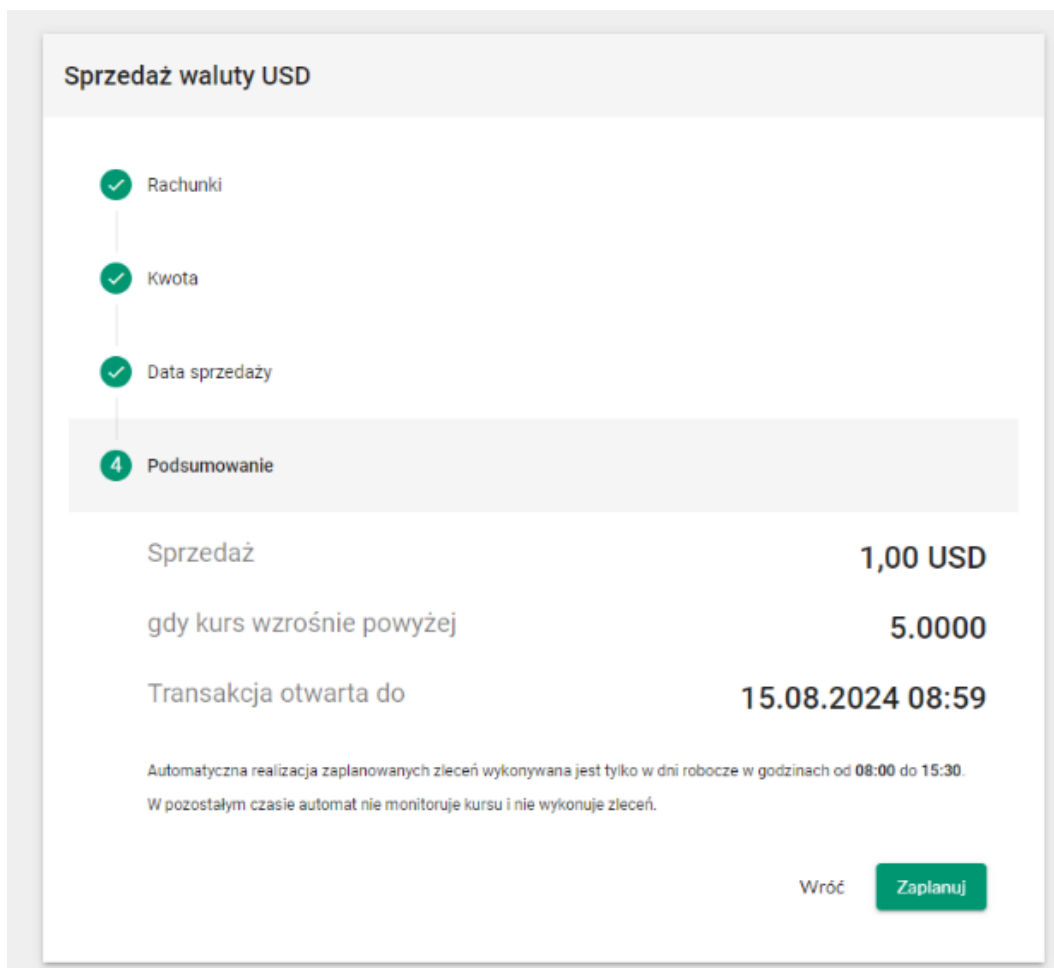 Sprzedaż waluty USD
Rachunki
Kwota
Data sprzedaży
4 Podsumowanie
Sprzedaż 1,00 USD
gdy kurs wzrośnie powyżej 5.0000
Transakcja otwarta do 15.08.2024 08:59
Automatyczna realizacja zaplanowanych zleceń wykonywana jest tylko w dni robocze w godzinach od 08:00 do 15:30.
W pozostałym czasie automat nie monitoruje kursu i nie wykonuje zleceń.
Wróć Zaplanuj